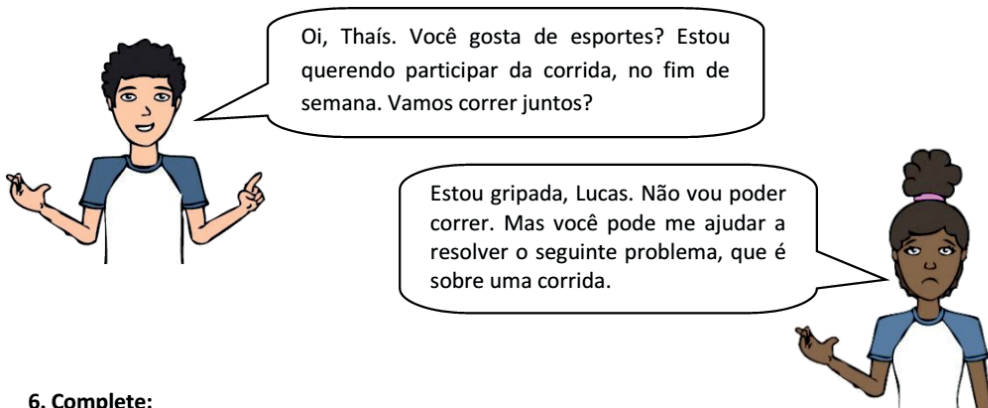 Oi, Thaís. Você gosta de esportes? Estou
querendo participar da corrida, no fim de
semana. Vamos correr juntos?
Estou gripada, Lucas. Não vou poder
correr. Mas você pode me ajudar a
resolver o seguinte problema, que é
sobre uma corrida.
6. Complete: